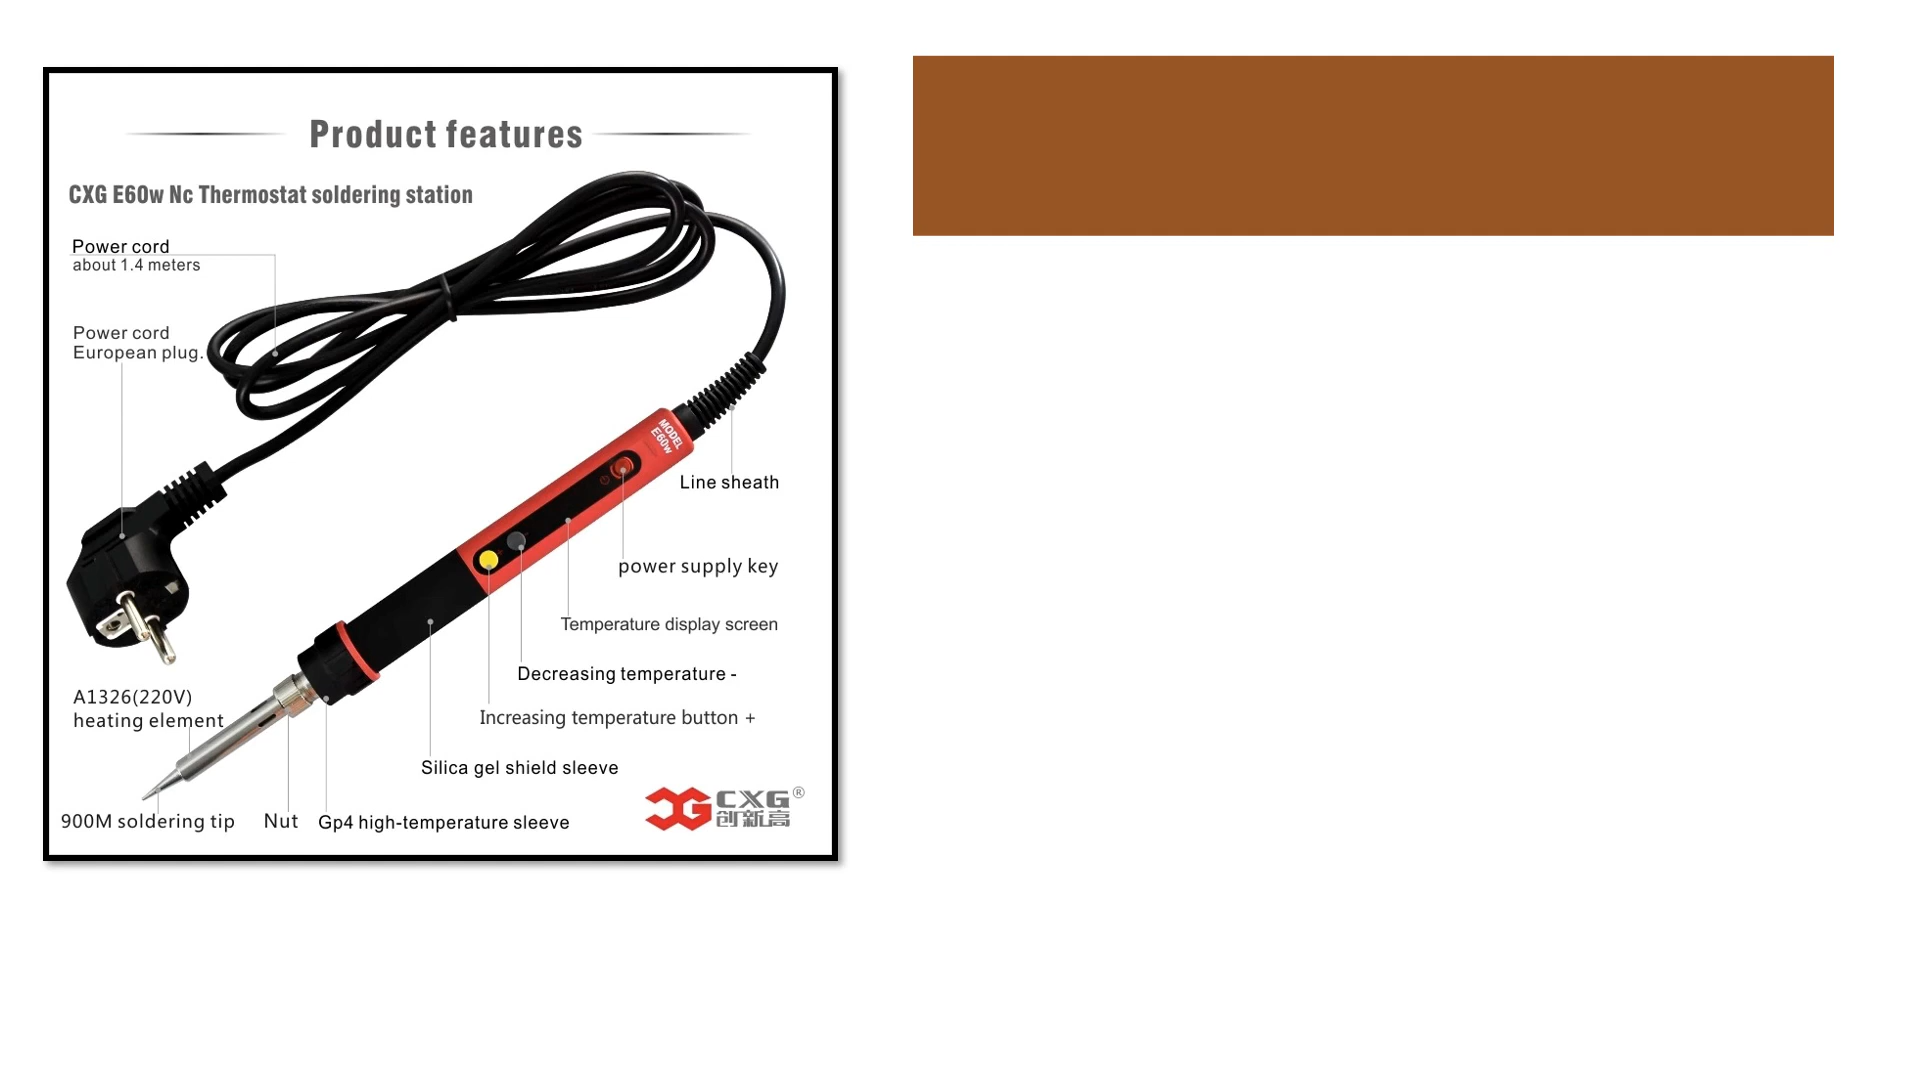 Product features
CXG E60w Nc Thermostat soldering station
Power cord
about 1.4 meters
Power cord
European plug.
MODEL
E60w
Line sheath
power supply key
Temperature display screen
Decreasing temperature -
A1326(220V)
heating element
Increasing temperature button +
Silica gel shield sleeve
900M soldering tip
Nut
Gp4 high-temperature sleeve
CXG®
创新高